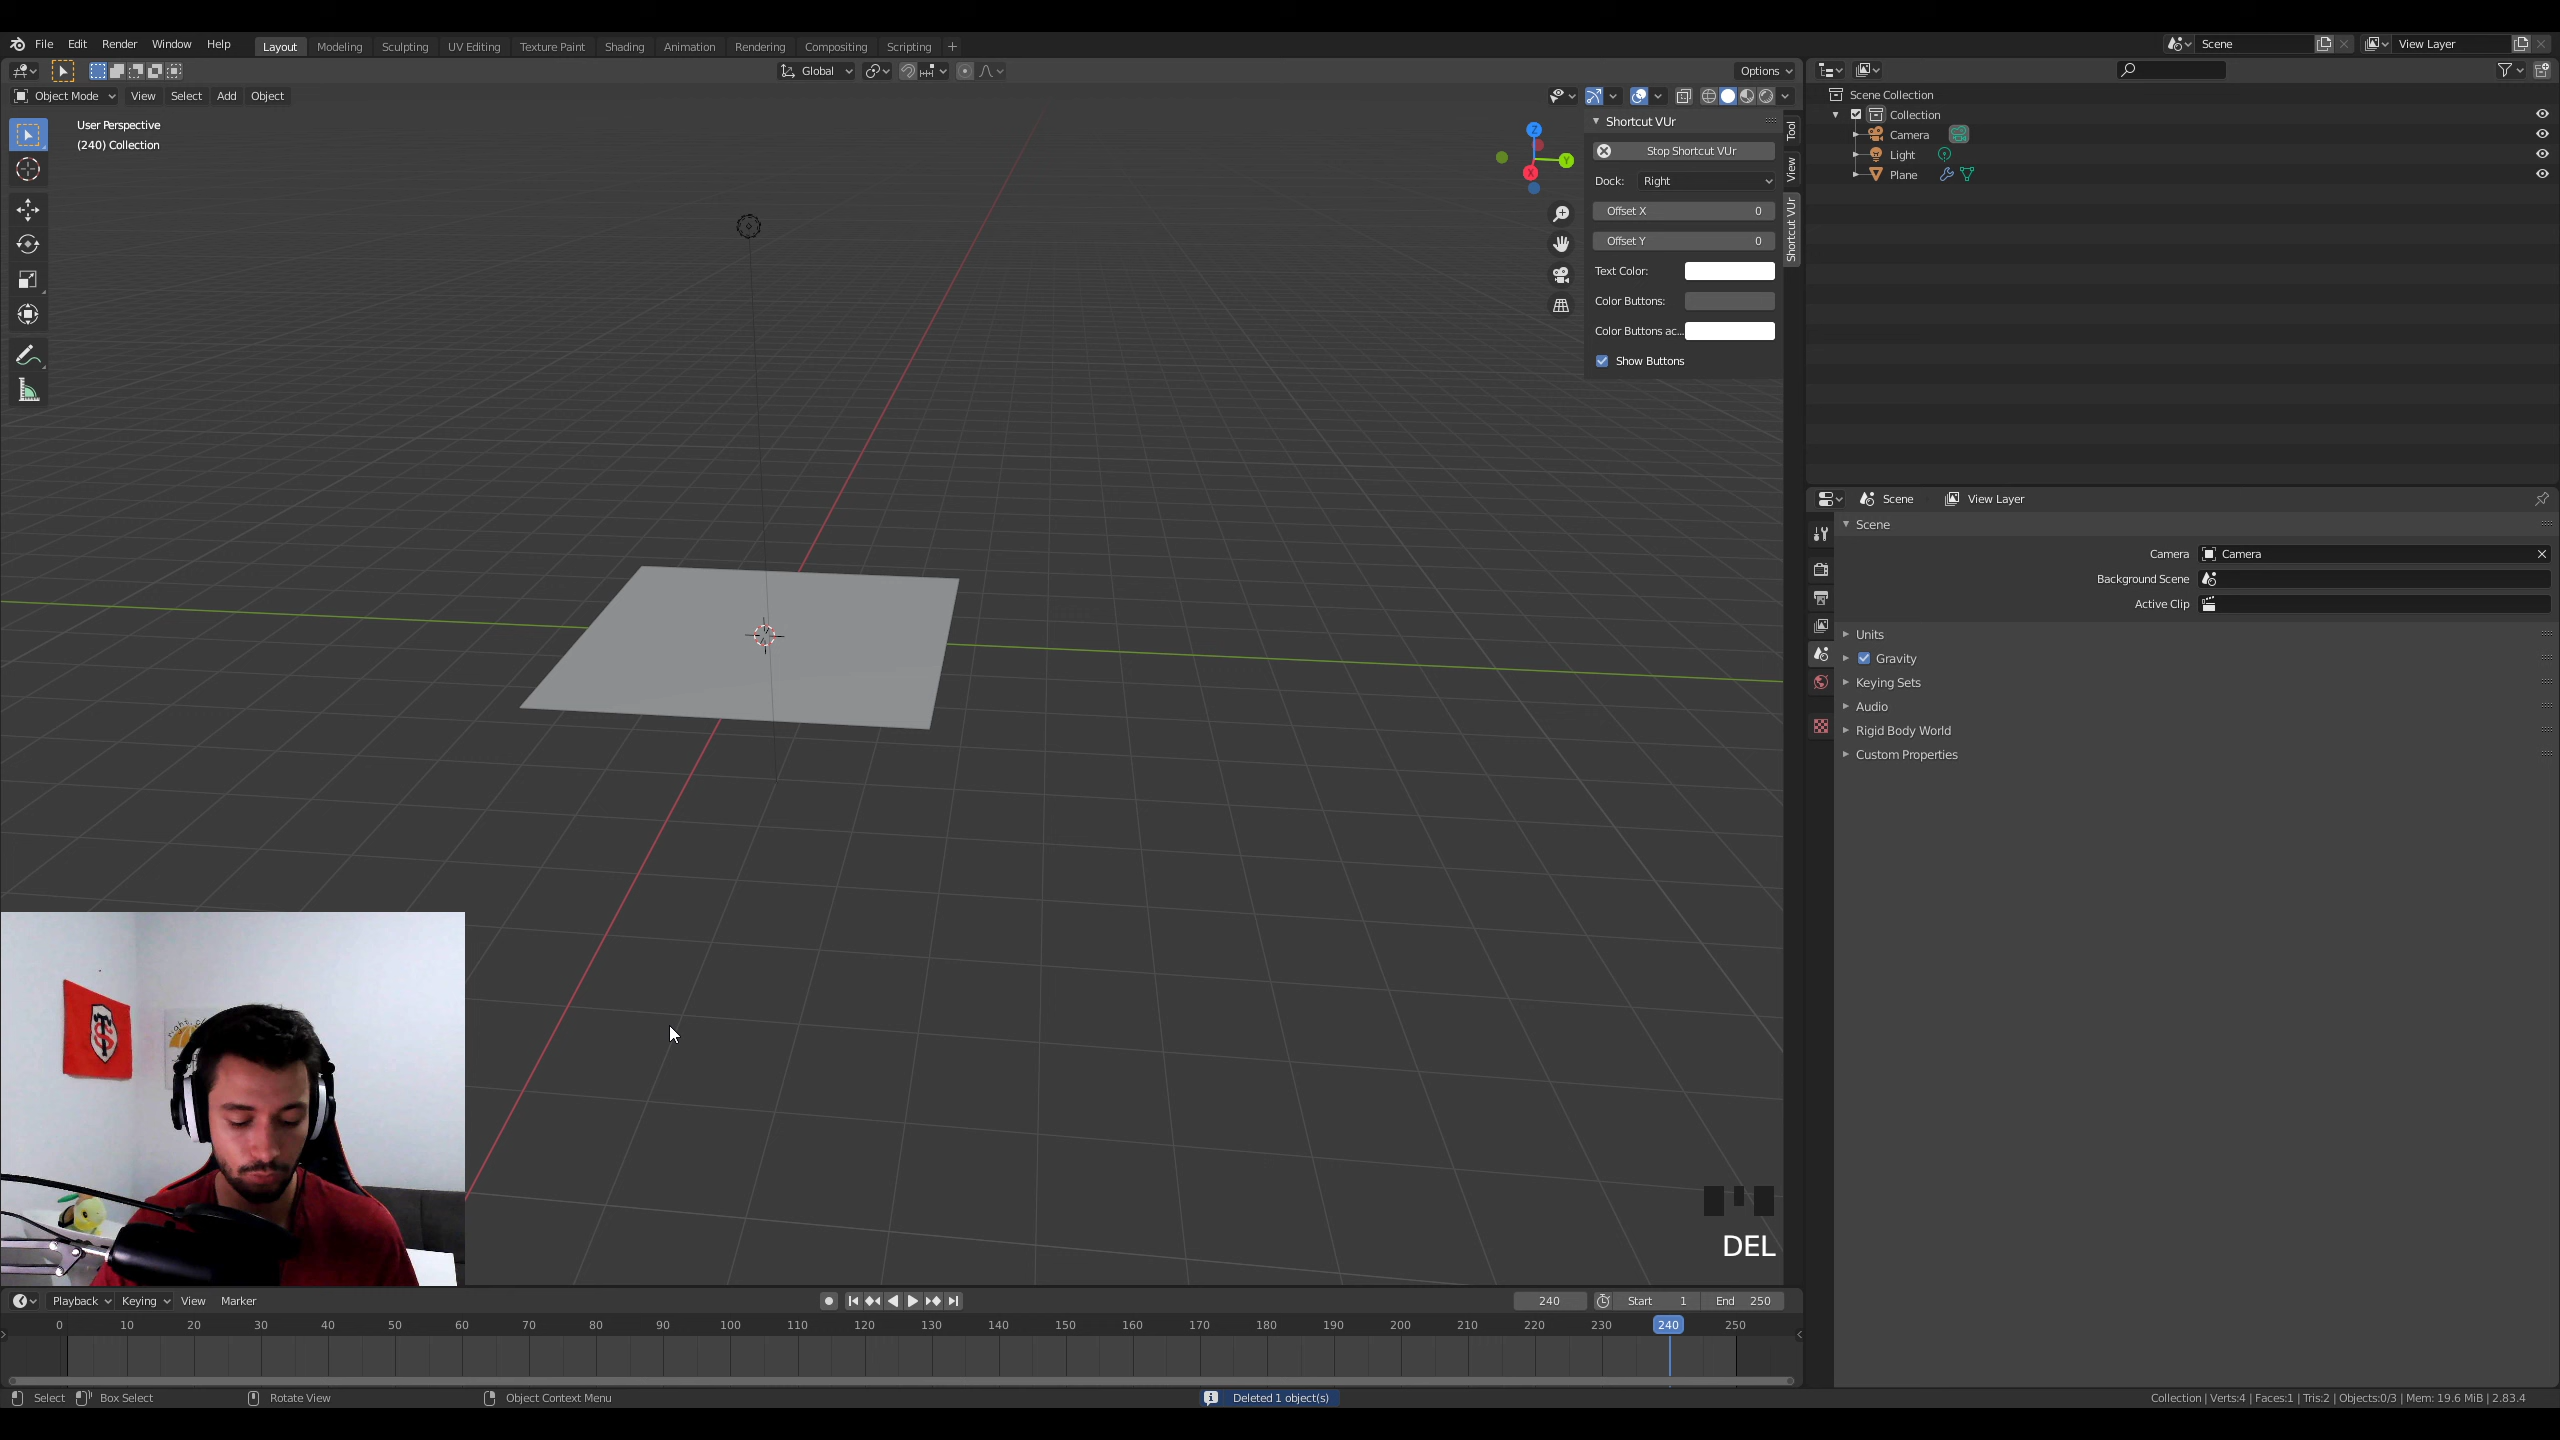 File Edit Render Window Help Layout Modeling Sculpting UV Editing Texture Paint Shading Animation Rendering Compositing Scripting + Scene View Layer
Global Options
Object Mode View Select Add Object
User Perspective
(240) Collection
Z
Y
X
Shortcut VUr
Stop Shortcut VUr
Dock: Right
Offset X 0
Offset Y 0
Text Color:
Color Buttons:
Color Buttons ac...
Show Buttons
Tool
View
Shortcut VUr
Scene Collection
Collection
Camera
Light
Plane
Scene View Layer
Scene
Camera Camera
Background Scene
Active Clip
Units
Gravity
Keying Sets
Audio
Rigid Body World
Custom Properties
DEL
Playback Keying View Marker 240 Start 1 End 250
0 10 20 30 40 50 60 70 80 90 100 110 120 130 140 150 160 170 180 190 200 210 220 230 240 250
Select Box Select Rotate View Object Context Menu Deleted 1 object(s) Collection | Verts:4 | Faces:1 | Tris:2 | Objects:0/3 | Mem: 19.6 MiB | 2.83.4